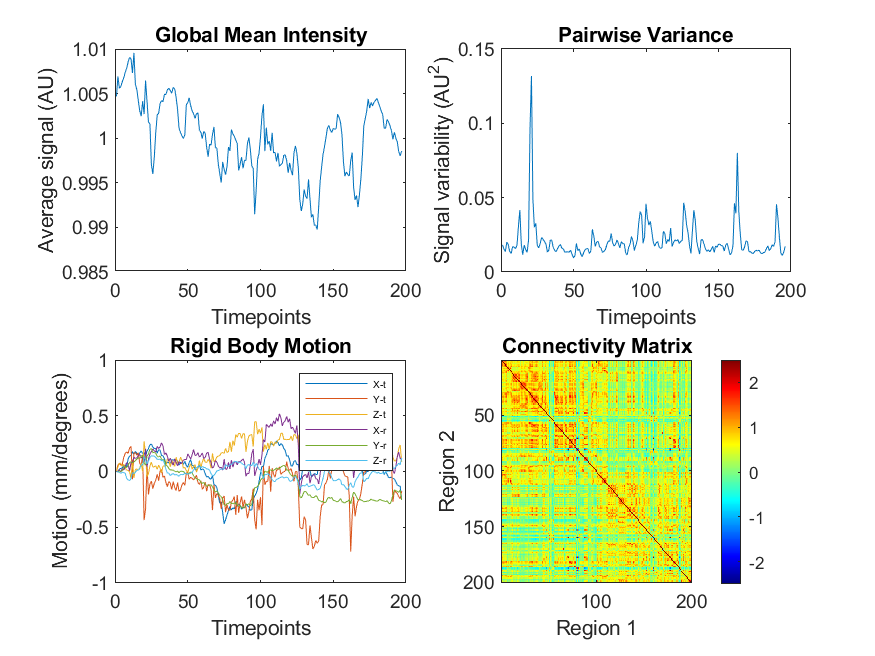 Global Mean Intensity
Average signal (AU)
1.01
1.005
1
0.995
0.99
0.985
0 50 100 150 200
Timepoints
Pairwise Variance
Signal variability (AU²)
0.15
0.1
0.05
0
0 50 100 150 200
Timepoints
Rigid Body Motion
Motion (mm/degrees)
1
0.5
0
-0.5
-1
X-t
Y-t
Z-t
X-r
Y-r
Z-r
0 50 100 150 200
Timepoints
Connectivity Matrix
Region 2
50
100
150
200
100 200
Region 1
2
1
0
-1
-2